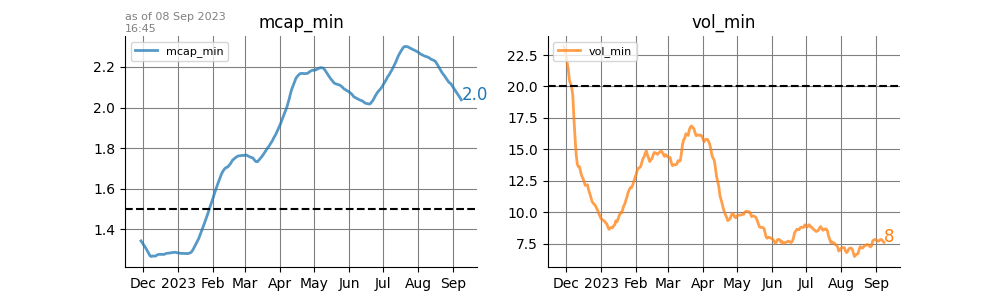 as of 08 Sep 2023
16:45
mcap_min
mcap_min
2.2
2.0
1.8
1.6
1.4
2.0
Dec 2023 Feb Mar Apr May Jun Jul Aug Sep
vol_min
vol_min
22.5
20.0
17.5
15.0
12.5
10.0
7.5
8
Dec 2023 Feb Mar Apr May Jun Jul Aug Sep